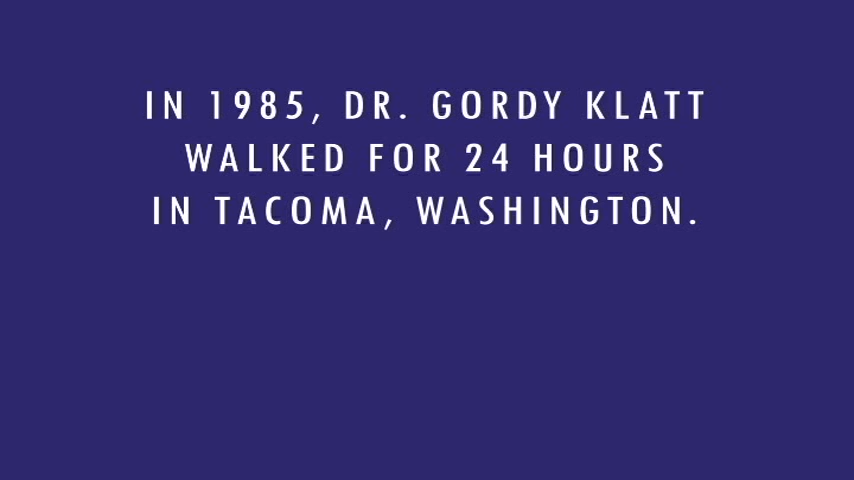 IN 1985, DR. GORDY KLATT
WALKED FOR 24 HOURS
IN TACOMA, WASHINGTON.